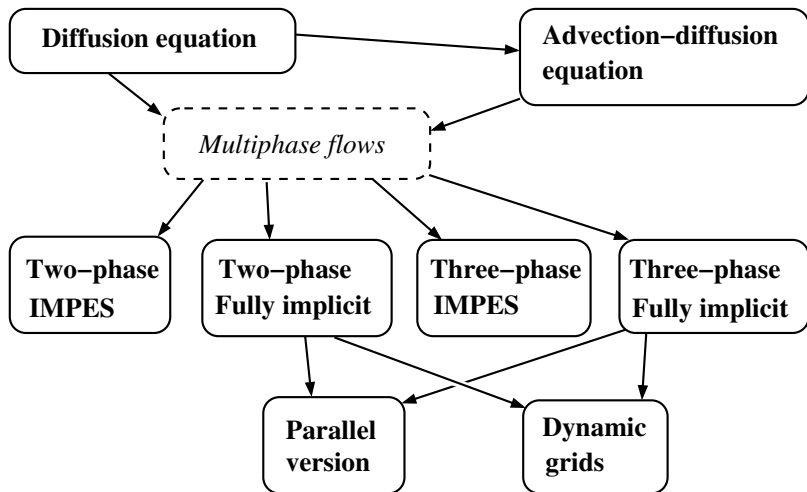 Diffusion equation
Advection–diffusion
equation
Multiphase flows
Two–phase
IMPES
Two–phase
Fully implicit
Three–phase
IMPES
Three–phase
Fully implicit
Parallel
version
Dynamic
grids